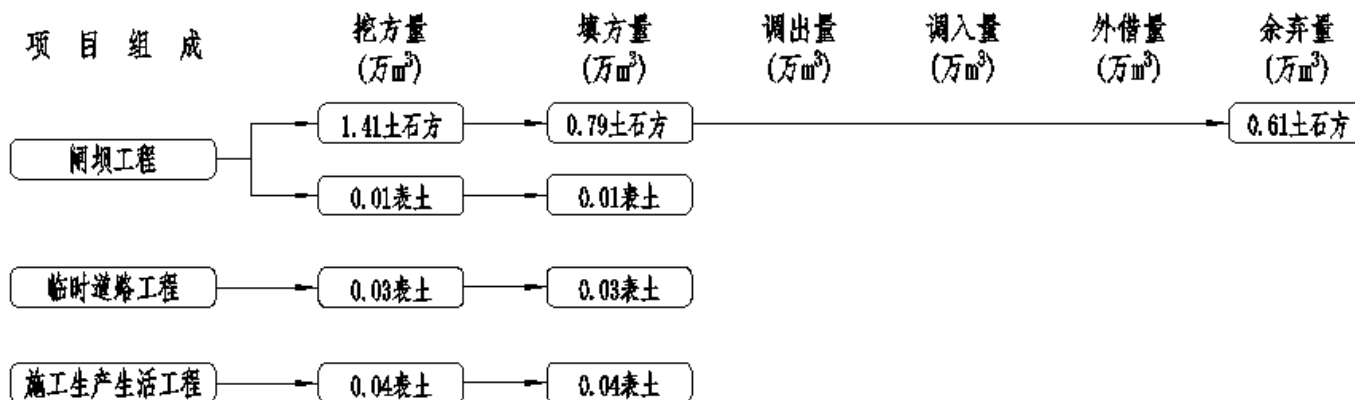 项目组成 挖方量 填方量 调出量 调入量 外借量 余弃量
(万m³) (万m³) (万m³) (万m³) (万m³) (万m³)
闸坝工程 1.41土石方 0.79土石方 0.61土石方
0.01表土 0.01表土
临时道路工程 0.03表土 0.03表土
施工生产生活工程 0.04表土 0.04表土